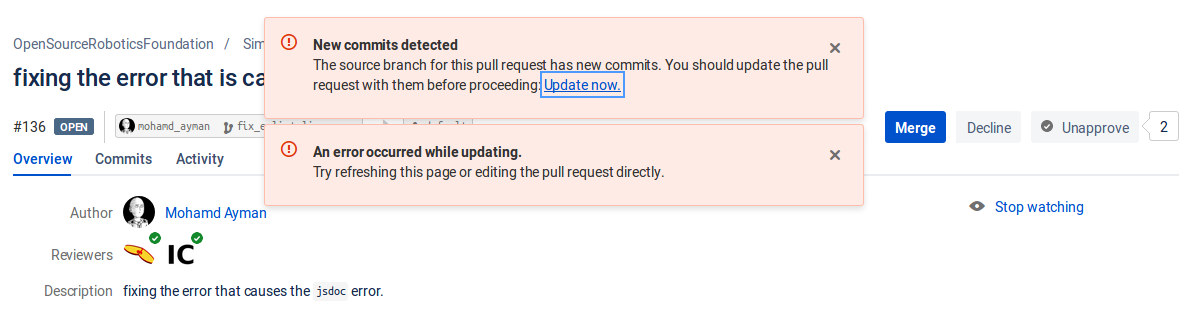 OpenSourceRoboticsFoundation / Sim
New commits detected
The source branch for this pull request has new commits. You should update the pull
request with them before proceeding: Update now.
fixing the error that is ca
#136 OPEN mohamd_ayman
Merge Decline Unapprove 2
An error occurred while updating.
Try refreshing this page or editing the pull request directly.
Overview Commits Activity
Author Mohamd Ayman
Stop watching
Reviewers IC
Description fixing the error that causes the jsdoc error.